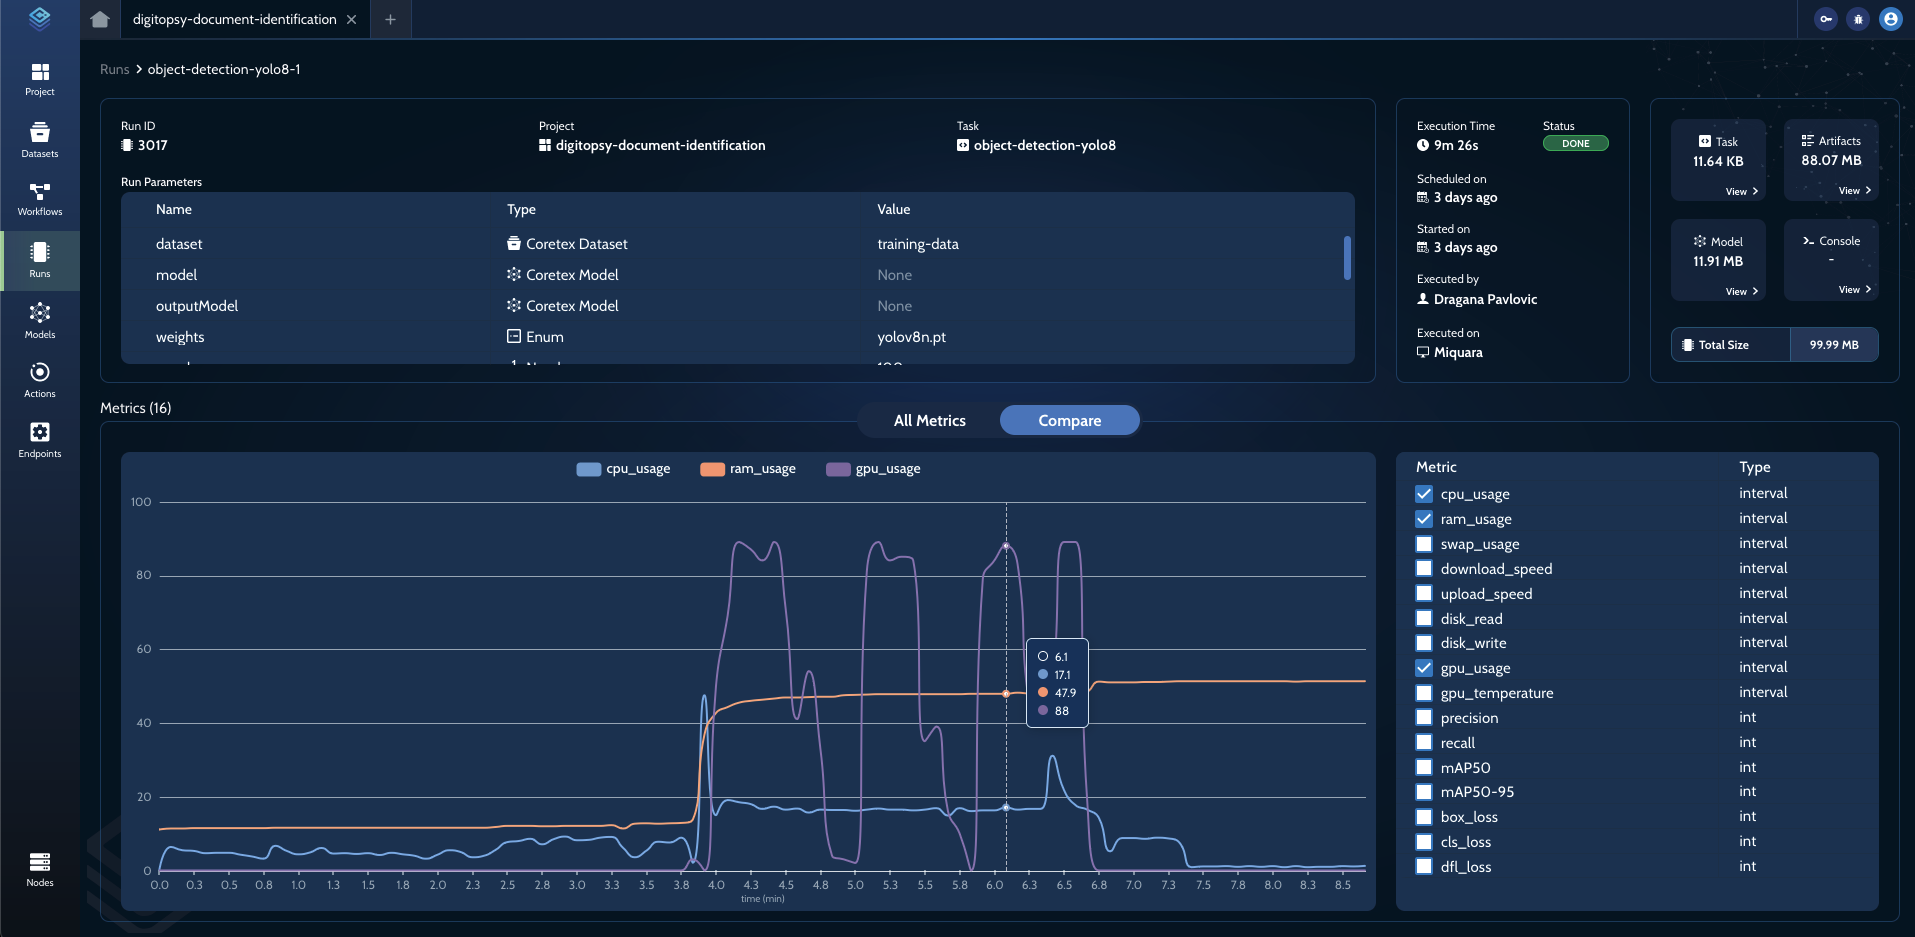 digitopsy-document-identification
Project
Datasets
Workflows
Runs
Models
Actions
Endpoints
Nodes
Runs > object-detection-yolo8-1
Run ID
3017
Project
digitopsy-document-identification
Task
object-detection-yolo8
Run Parameters
Name Type Value
dataset Coretex Dataset training-data
model Coretex Model None
outputModel Coretex Model None
weights Enum yolov8n.pt
Execution Time
9m 26s
Status
DONE
Scheduled on
3 days ago
Started on
3 days ago
Executed by
Dragana Pavlovic
Executed on
Miquara
Task
11.64 KB
View >
Artifacts
88.07 MB
View >
Model
11.91 MB
View >
Console
-
View >
Total Size 99.99 MB
Metrics (16)
All Metrics Compare
cpu_usage ram_usage gpu_usage
100
80
60
40
20
0
6.1
17.1
47.9
88
0.0 0.3 0.5 0.8 1.0 1.3 1.5 1.8 2.0 2.3 2.5 2.8 3.0 3.3 3.5 3.8 4.0 4.3 4.5 4.8 5.0 5.3 5.5 5.8 6.0 6.3 6.5 6.8 7.0 7.3 7.5 7.8 8.0 8.3 8.5
time (min)
Metric Type
cpu_usage interval
ram_usage interval
swap_usage interval
download_speed interval
upload_speed interval
disk_read interval
disk_write interval
gpu_usage interval
gpu_temperature interval
precision int
recall int
mAP50 int
mAP50-95 int
box_loss int
cls_loss int
dfl_loss int